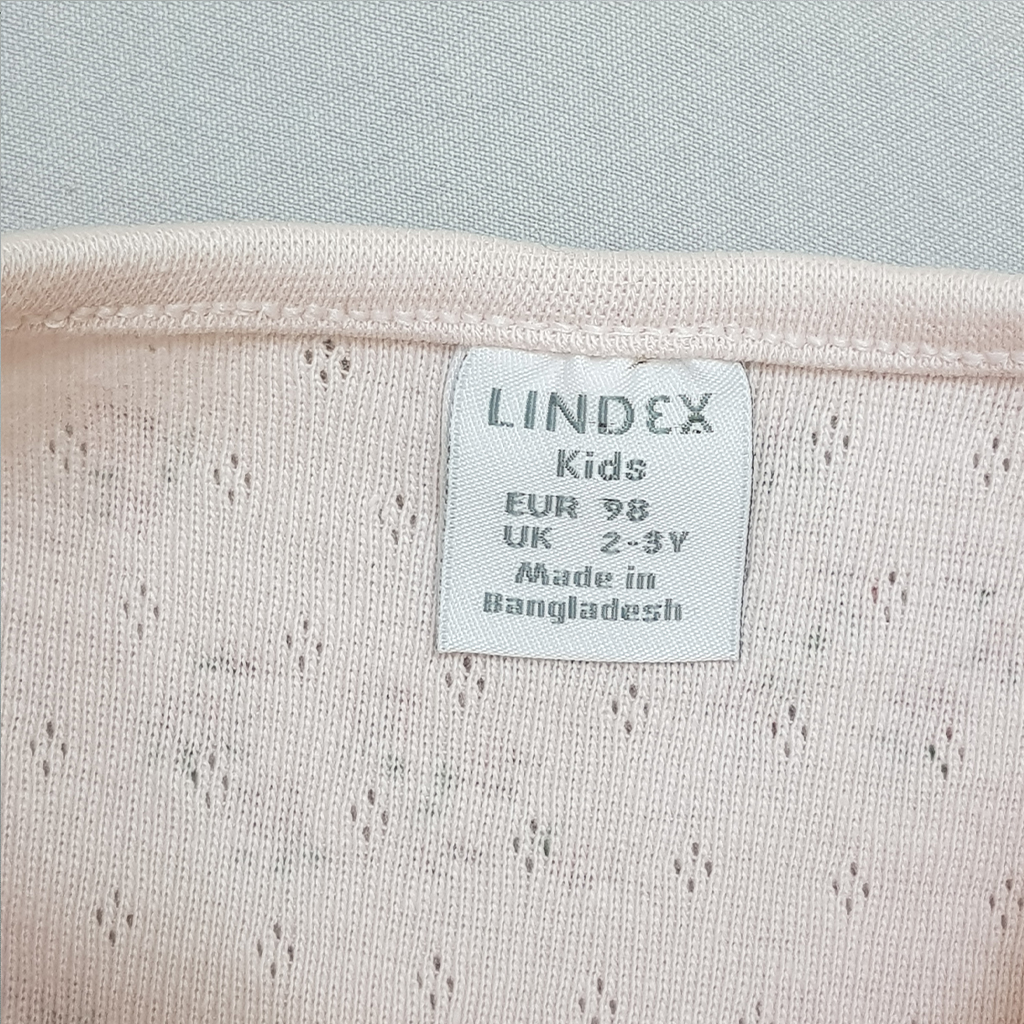 LINDEX
Kids
EUR 98
UK 2-3Y
Made in
Bangladesh